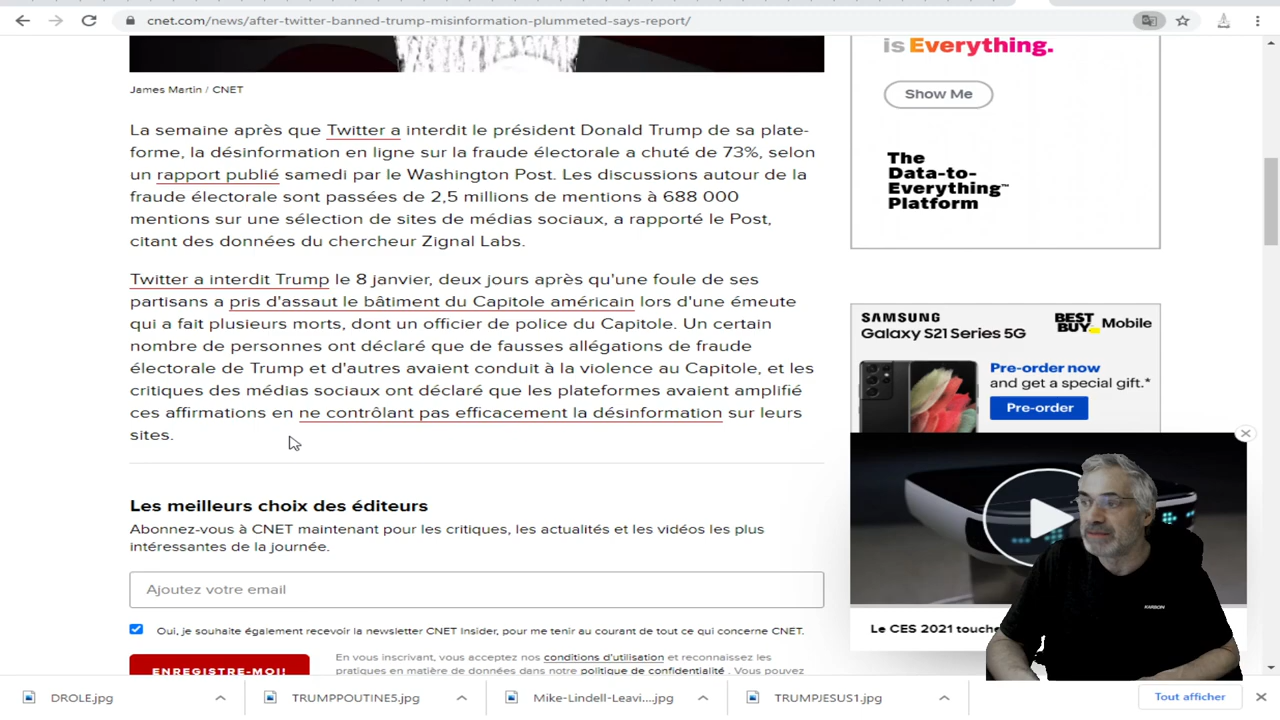 cnet.com/news/after-twitter-banned-trump-misinformation-plummeted-says-report/
is Everything.
Show Me
The
Data-to-
Everything™
Platform
James Martin / CNET
La semaine après que Twitter a interdit le président Donald Trump de sa plate-
forme, la désinformation en ligne sur la fraude électorale a chuté de 73%, selon
un rapport publié samedi par le Washington Post. Les discussions autour de la
fraude électorale sont passées de 2,5 millions de mentions à 688 000
mentions sur une sélection de sites de médias sociaux, a rapporté le Post,
citant des données du chercheur Zignal Labs.
Twitter a interdit Trump le 8 janvier, deux jours après qu'une foule de ses
partisans a pris d'assaut le bâtiment du Capitole américain lors d'une émeute
qui a fait plusieurs morts, dont un officier de police du Capitole. Un certain
nombre de personnes ont déclaré que de fausses allégations de fraude
électorale de Trump et d'autres avaient conduit à la violence au Capitole, et les
critiques des médias sociaux ont déclaré que les plateformes avaient amplifié
ces affirmations en ne contrôlant pas efficacement la désinformation sur leurs
sites.
SAMSUNG
Galaxy S21 Series 5G
BEST BUY Mobile
Pre-order now
and get a special gift.*
Pre-order
Les meilleurs choix des éditeurs
Abonnez-vous à CNET maintenant pour les critiques, les actualités et les vidéos les plus
intéressantes de la journée.
Ajoutez votre email
Oui, je souhaite également recevoir la newsletter CNET Insider, pour me tenir au courant de tout ce qui concerne CNET.
ENREGISTRE-MOI!
En vous inscrivant, vous acceptez nos conditions d'utilisation et reconnaissez les
pratiques en matière de données dans notre politique de confidentialité . Vous pouvez
Le CES 2021 touche
KARBON
DROLE.jpg
TRUMPPOUTINE5.jpg
Mike-Lindell-Leavi....jpg
TRUMPJESUS1.jpg
Tout afficher